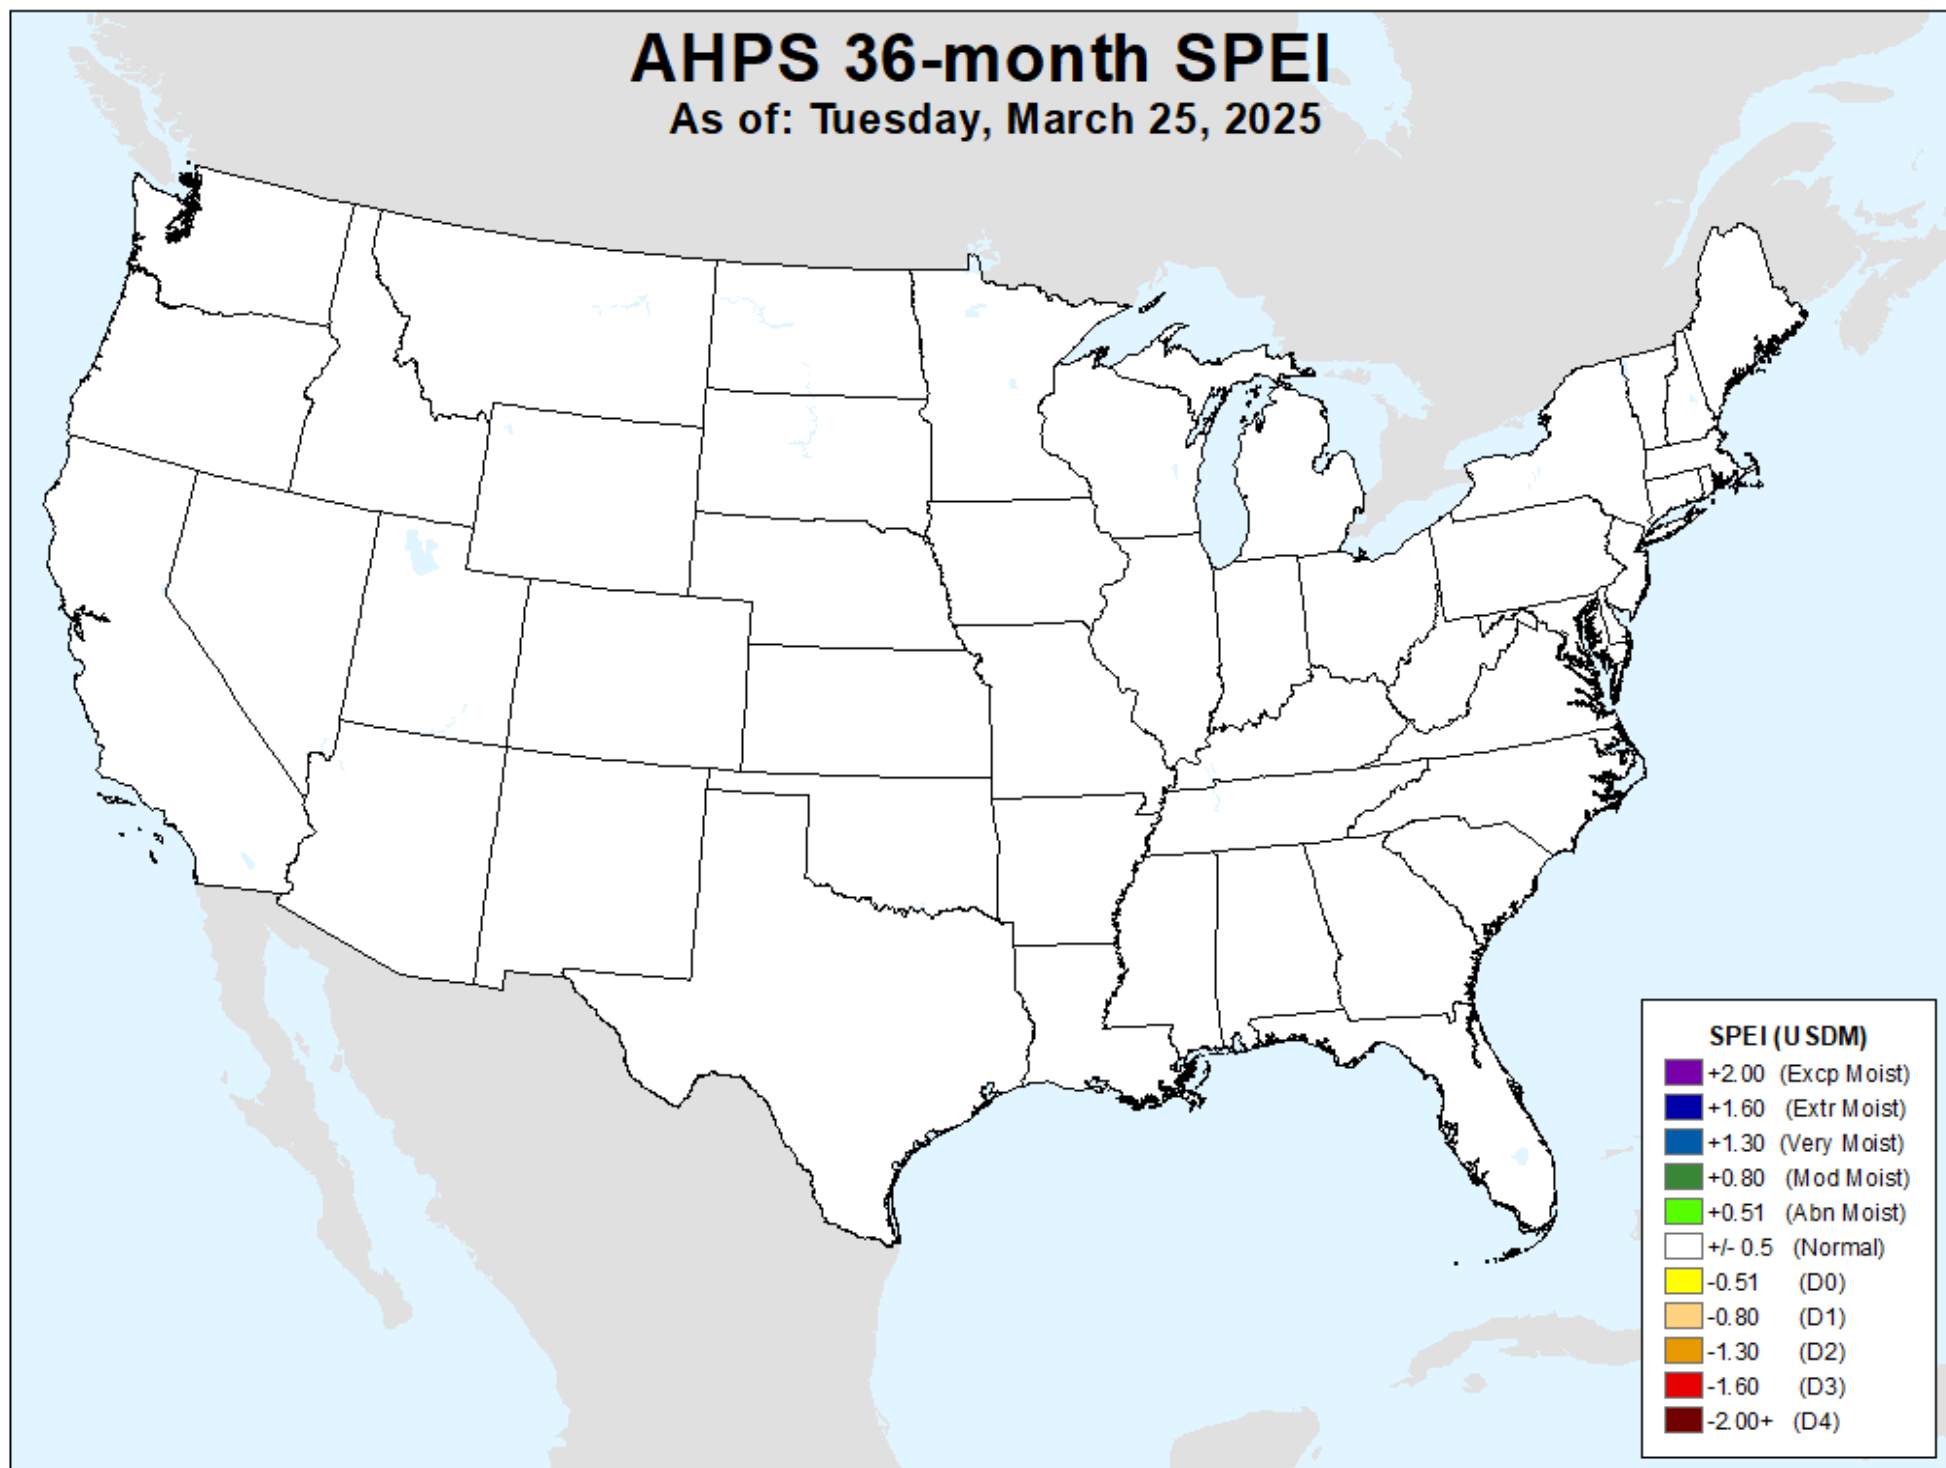 AHPS 36-month SPEI
As of: Tuesday, March 25, 2025
SPEI (USDM)
+2.00 (Excp Moist)
+1.60 (Extr Moist)
+1.30 (Very Moist)
+0.80 (Mod Moist)
+0.51 (Abn Moist)
+/- 0.5 (Normal)
-0.51 (D0)
-0.80 (D1)
-1.30 (D2)
-1.60 (D3)
-2.00+ (D4)